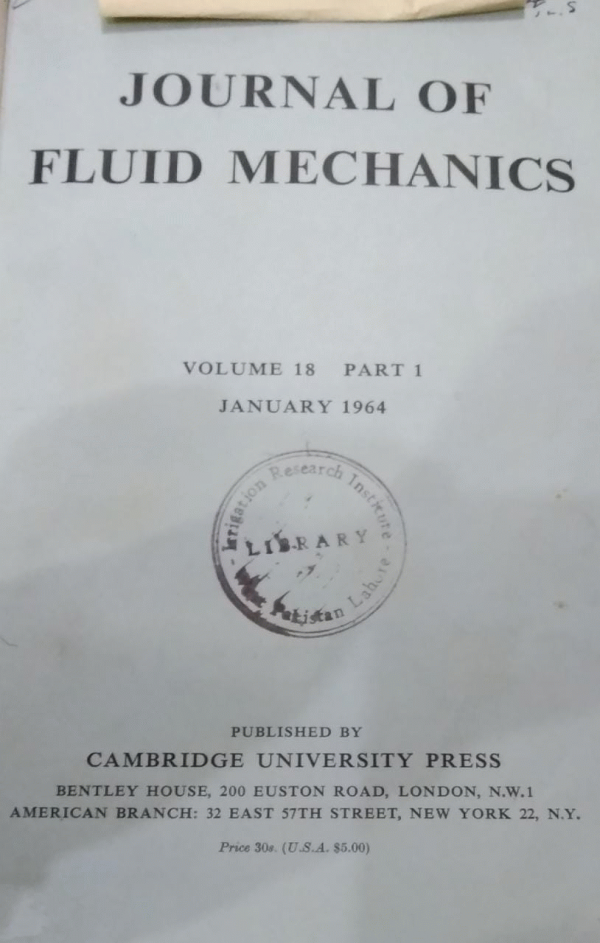 JOURNAL OF
FLUID MECHANICS
VOLUME 18 PART 1
JANUARY 1964
Irrigation Research Institute
LIBRARY
West Pakistan Lahore
PUBLISHED BY
CAMBRIDGE UNIVERSITY PRESS
BENTLEY HOUSE, 200 EUSTON ROAD, LONDON, N.W.1
AMERICAN BRANCH: 32 EAST 57TH STREET, NEW YORK 22, N.Y.
Price 30s. (U.S.A. $5.00)